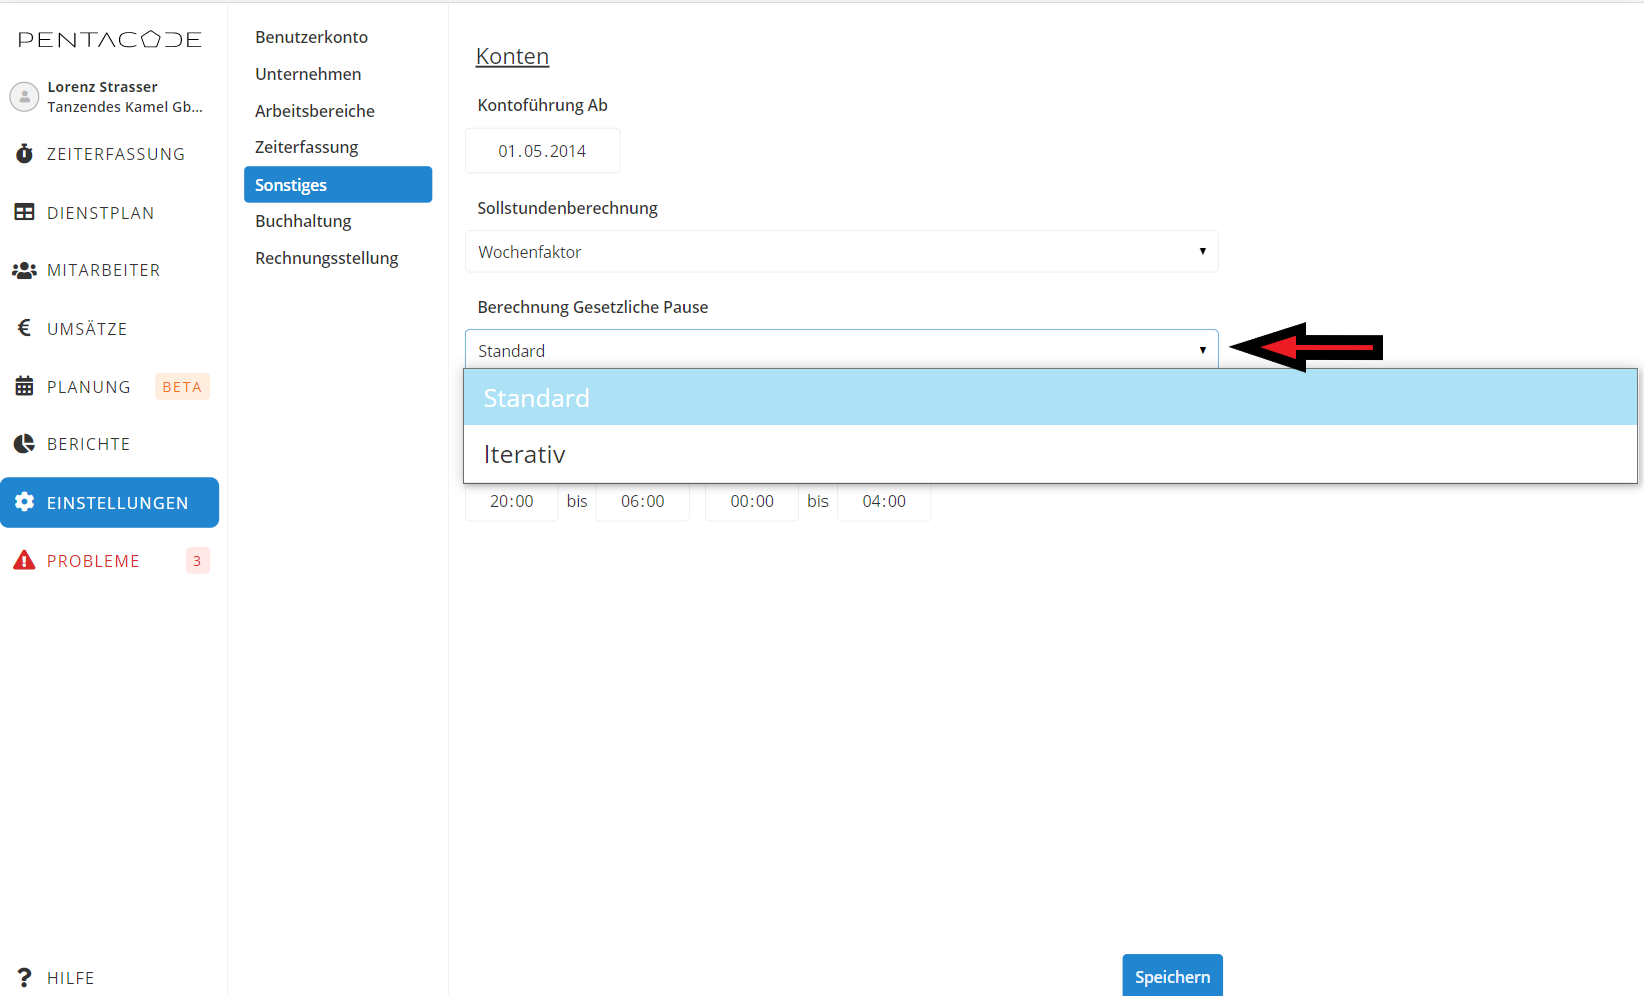 PENTACODE
Lorenz Strasser
Tanzendes Kamel Gb...
ZEITERFASSUNG
DIENSTPLAN
MITARBEITER
€ UMSÄTZE
PLANUNG BETA
BERICHTE
EINSTELLUNGEN
PROBLEME 3
? HILFE
Benutzerkonto
Unternehmen
Arbeitsbereiche
Zeiterfassung
Sonstiges
Buchhaltung
Rechnungsstellung
Konten
Kontoführung Ab
01.05.2014
Sollstundenberechnung
Wochenfaktor
Berechnung Gesetzliche Pause
Standard
Standard
Iterativ
20:00 bis 06:00 00:00 bis 04:00
Speichern